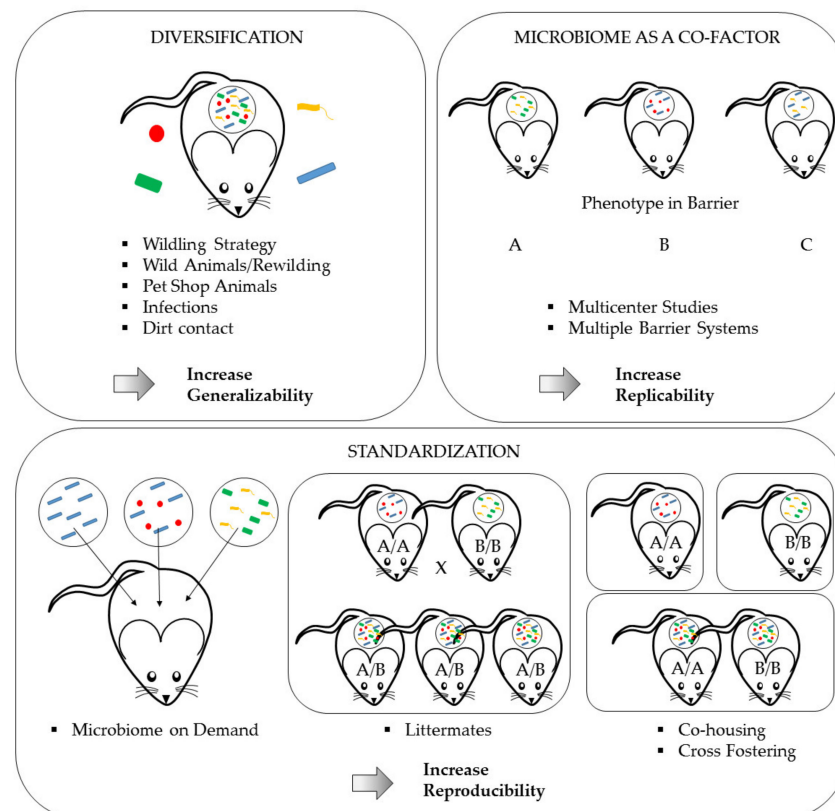 DIVERSIFICATION
▪ Wildling Strategy
▪ Wild Animals/Rewilding
▪ Pet Shop Animals
▪ Infections
▪ Dirt contact
Increase
Generalizability
MICROBIOME AS A CO-FACTOR
Phenotype in Barrier
A B C
▪ Multicenter Studies
▪ Multiple Barrier Systems
Increase
Replicability
STANDARDIZATION
▪ Microbiome on Demand
A/A B/B
X
A/B A/B A/B
▪ Littermates
A/A B/B
A/A B/B
▪ Co-housing
▪ Cross Fostering
Increase
Reproducibility